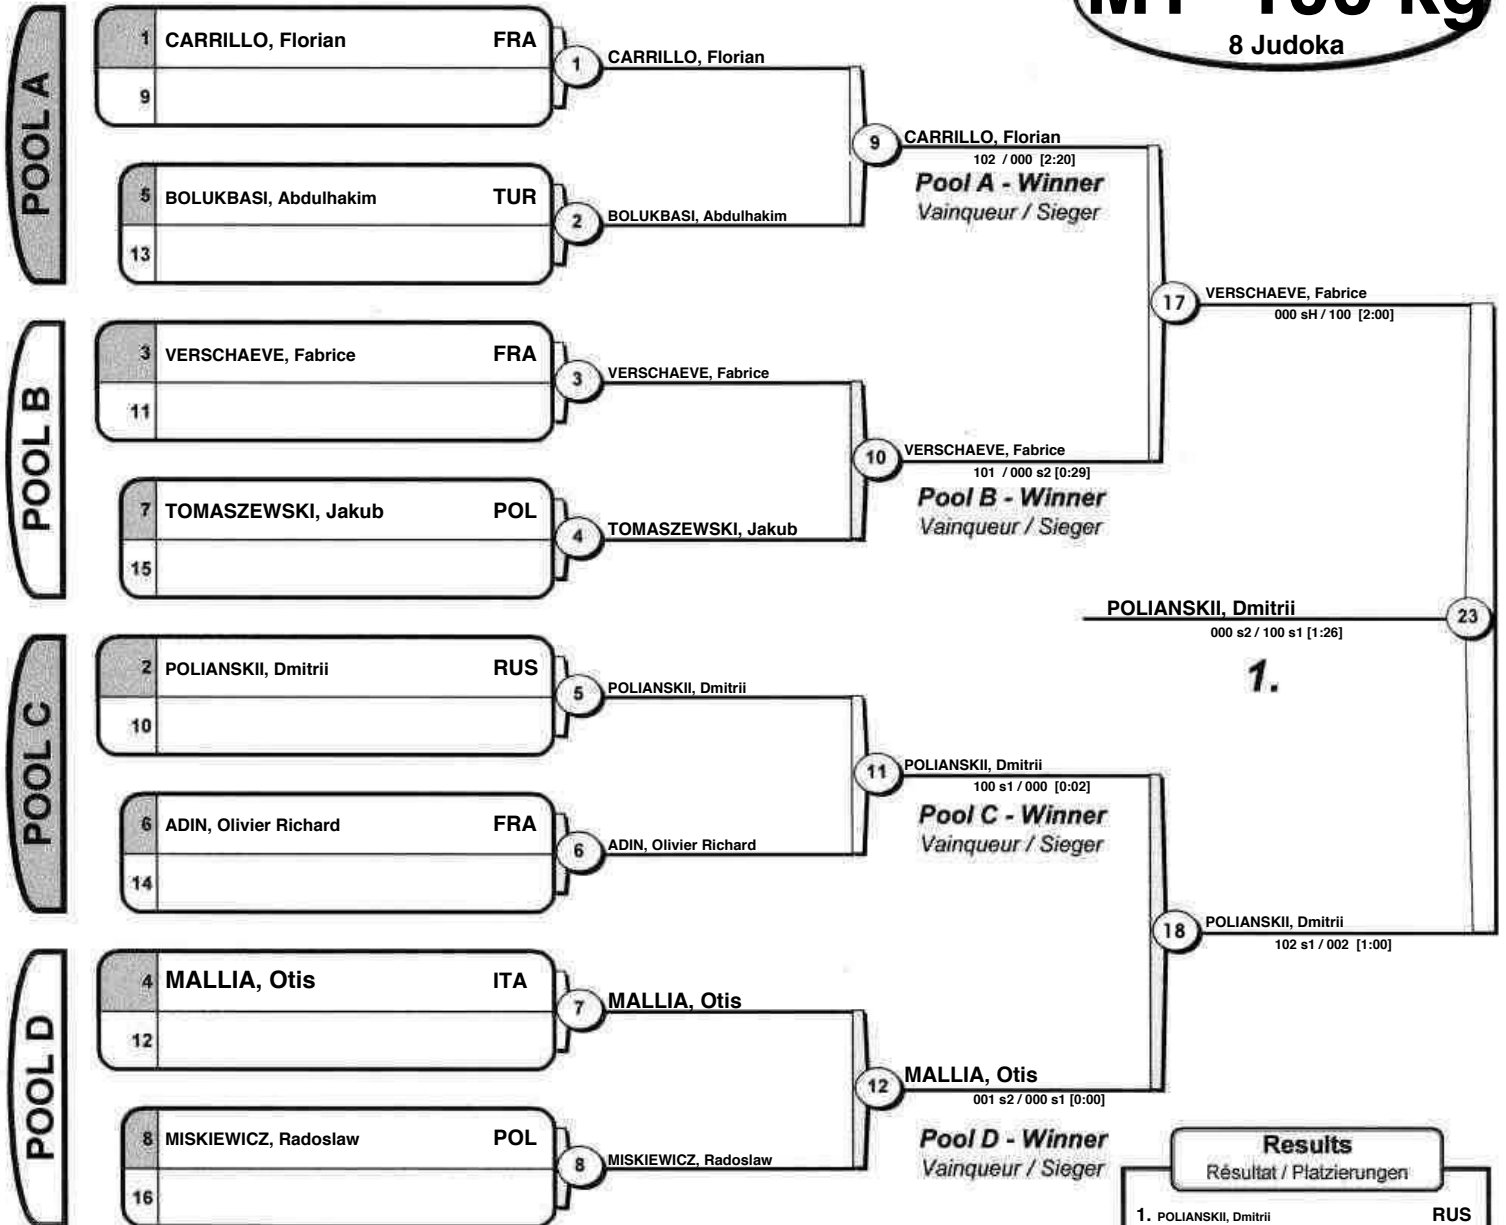 M1 -100 kg
8 Judoka
POOL A
1 CARRILLO, Florian FRA
9
5 BOLUKBASI, Abdulhakim TUR
13
1 CARRILLO, Florian
2 BOLUKBASI, Abdulhakim
9 CARRILLO, Florian
102 / 000 [2:20]
Pool A - Winner
Vainqueur / Sieger
POOL B
3 VERSCHAEVE, Fabrice FRA
11
7 TOMASZEWSKI, Jakub POL
15
3 VERSCHAEVE, Fabrice
4 TOMASZEWSKI, Jakub
10 VERSCHAEVE, Fabrice
101 / 000 s2 [0:29]
Pool B - Winner
Vainqueur / Sieger
17 VERSCHAEVE, Fabrice
000 sH / 100 [2:00]
POLIANSKII, Dmitrii 23
000 s2 / 100 s1 [1:26]
1.
POOL C
2 POLIANSKII, Dmitrii RUS
10
6 ADIN, Olivier Richard FRA
14
5 POLIANSKII, Dmitrii
6 ADIN, Olivier Richard
11 POLIANSKII, Dmitrii
100 s1 / 000 [0:02]
Pool C - Winner
Vainqueur / Sieger
18 POLIANSKII, Dmitrii
102 s1 / 002 [1:00]
POOL D
4 MALLIA, Otis ITA
12
8 MISKIEWICZ, Radoslaw POL
16
7 MALLIA, Otis
8 MISKIEWICZ, Radoslaw
12 MALLIA, Otis
001 s2 / 000 s1 [0:00]
Pool D - Winner
Vainqueur / Sieger
Results
Résultat / Platzierungen
1. POLIANSKII, Dmitrii RUS